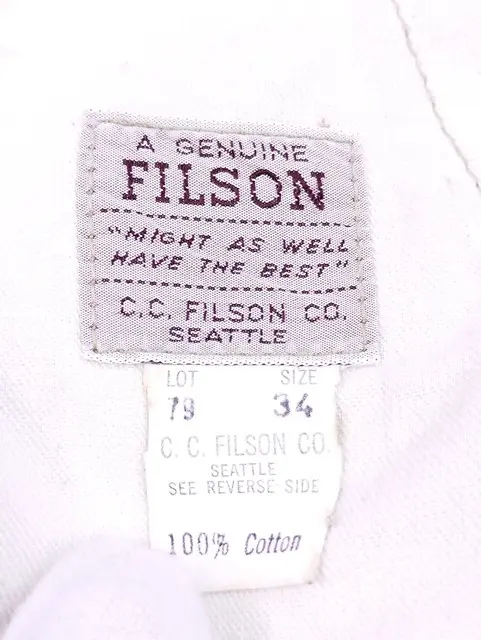 A GENUINE
FILSON
"MIGHT AS WELL
HAVE THE BEST"
C.C. FILSON CO.
SEATTLE
LOT SIZE
79 34
C. C. FILSON CO.
SEATTLE
SEE REVERSE SIDE
100% Cotton